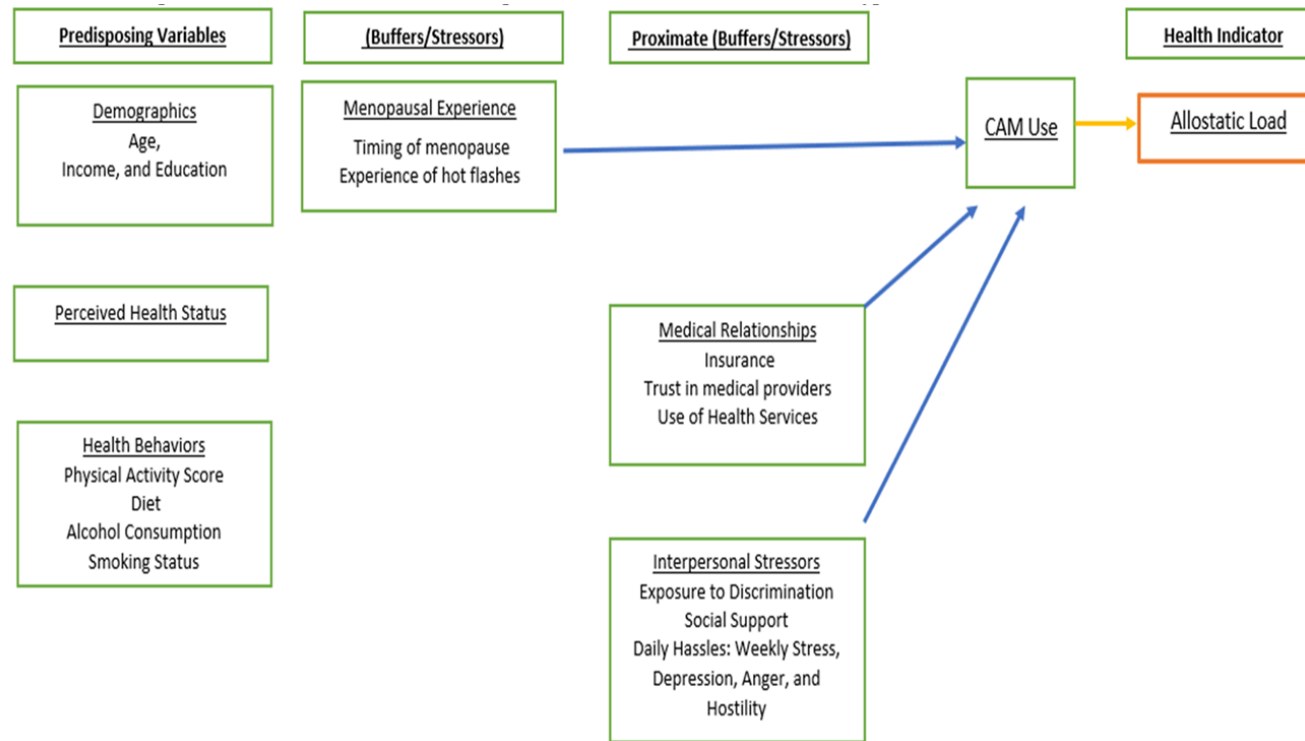 Predisposing Variables
(Buffers/Stressors)
Proximate (Buffers/Stressors)
Health Indicator
Demographics
Age,
Income, and Education
Menopausal Experience
Timing of menopause
Experience of hot flashes
CAM Use
Allostatic Load
Perceived Health Status
Medical Relationships
Insurance
Trust in medical providers
Use of Health Services
Health Behaviors
Physical Activity Score
Diet
Alcohol Consumption
Smoking Status
Interpersonal Stressors
Exposure to Discrimination
Social Support
Daily Hassles: Weekly Stress,
Depression, Anger, and
Hostility